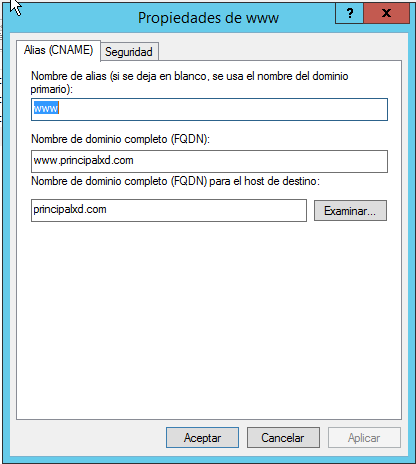 Propiedades de www
?
x
Alias (CNAME)
Seguridad
Nombre de alias (si se deja en blanco, se usa el nombre del dominio
primario):
www
Nombre de dominio completo (FQDN):
www.principalxd.com
Nombre de dominio completo (FQDN) para el host de destino:
principalxd.com
Examinar...
Aceptar
Cancelar
Aplicar